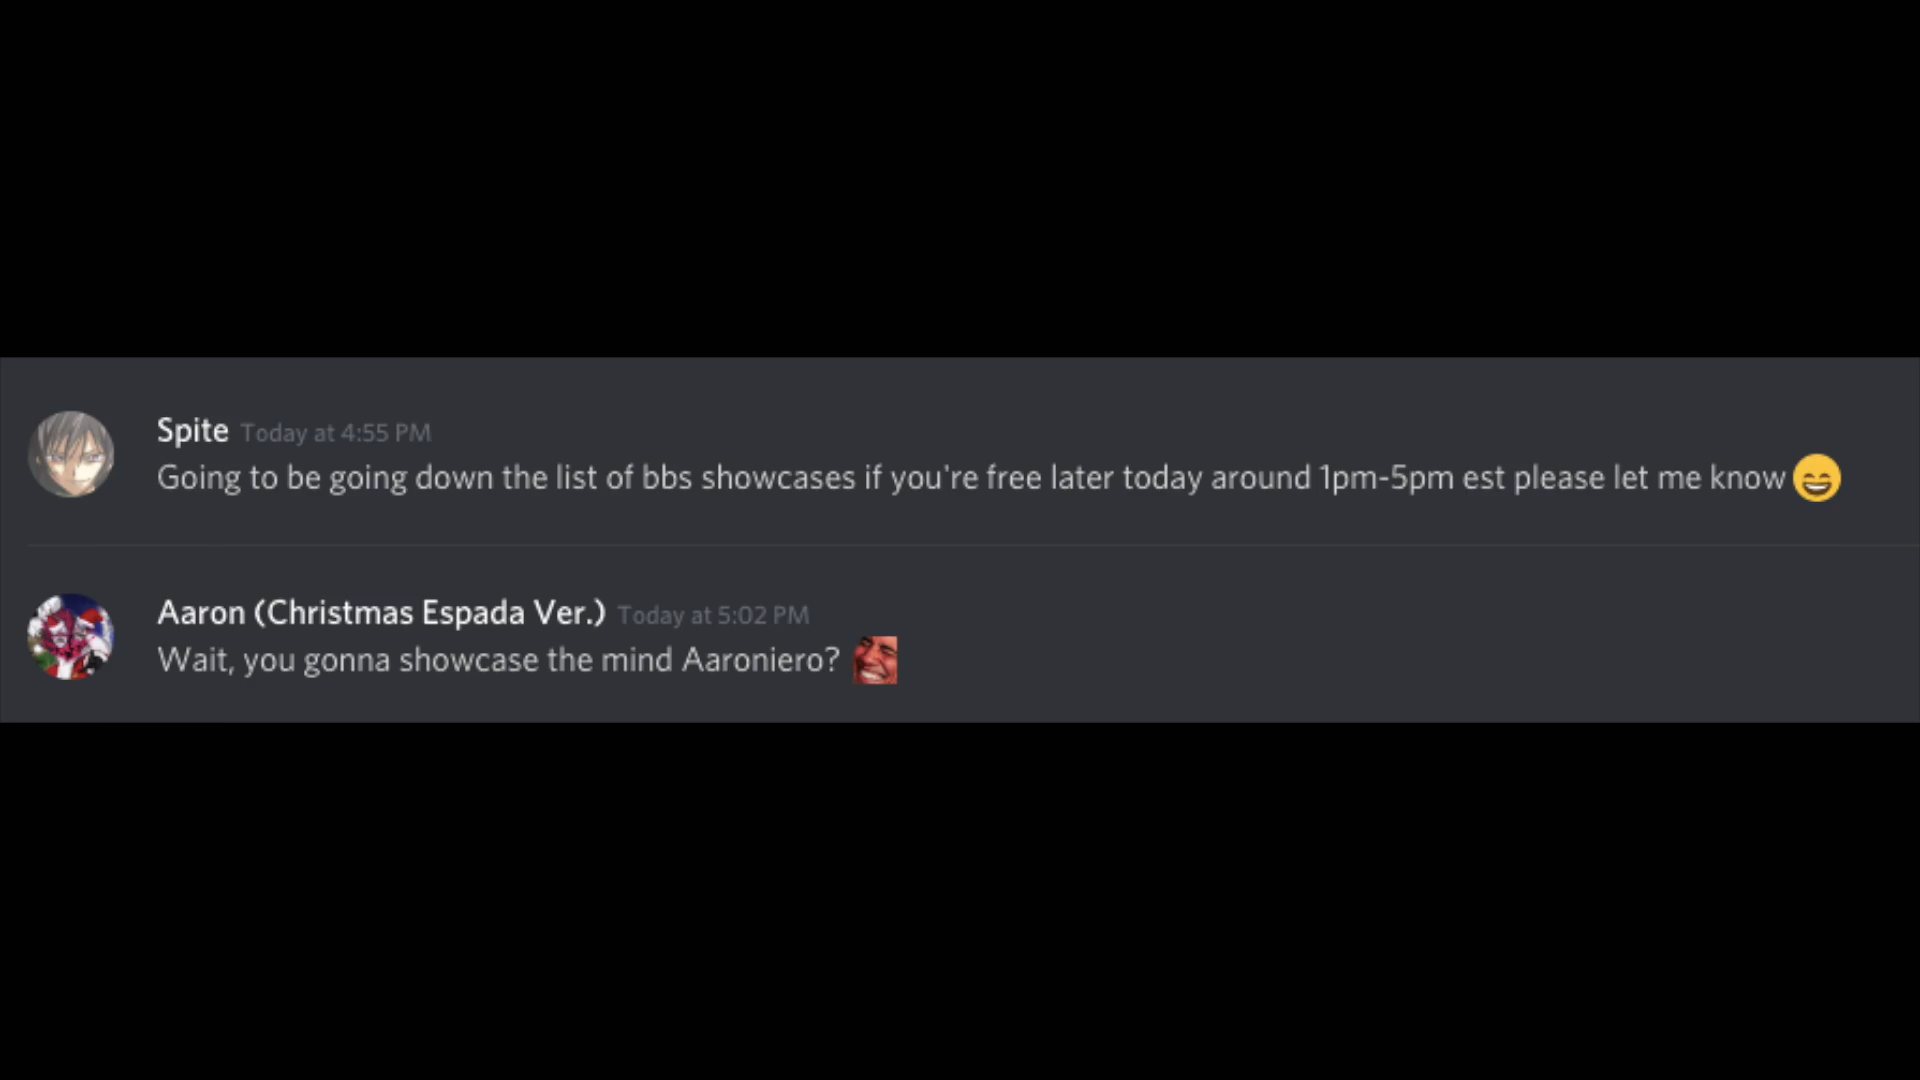 Spite Today at 4:55 PM
Going to be going down the list of bbs showcases if you're free later today around 1pm-5pm est please let me know 😄
Aaron (Christmas Espada Ver.) Today at 5:02 PM
Wait, you gonna showcase the mind Aaroniero?